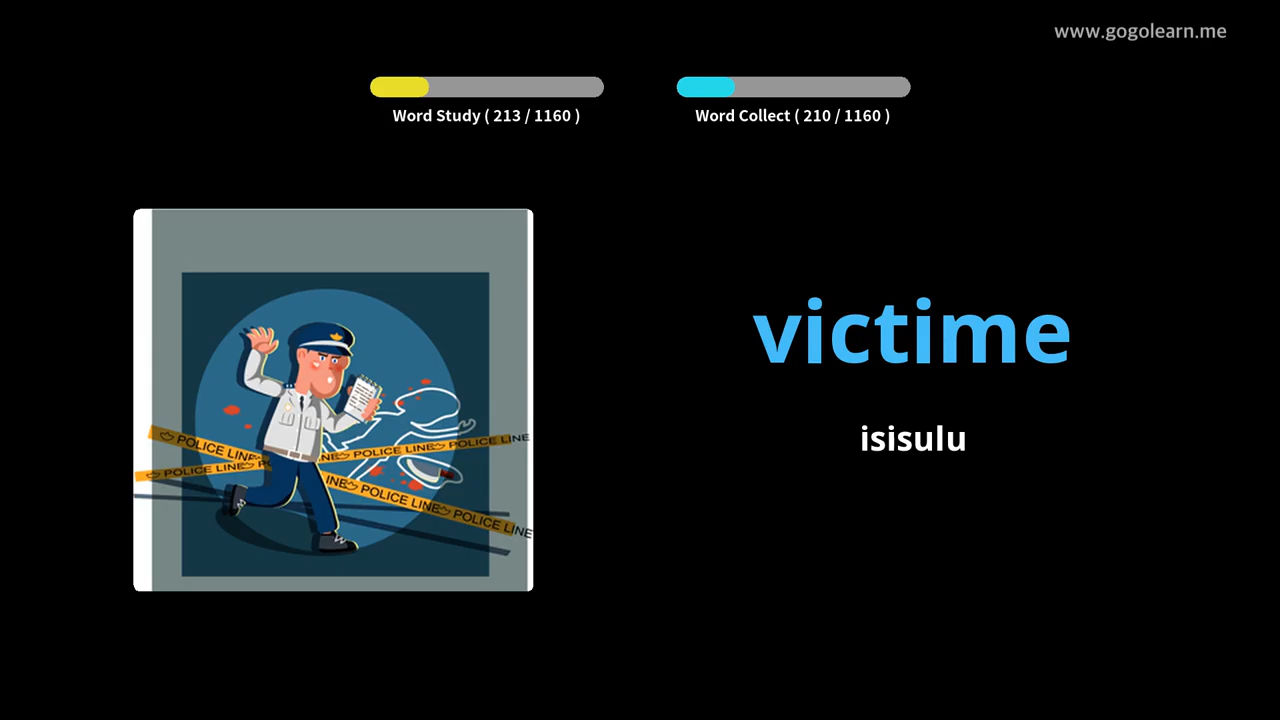 www.gogolearn.me
Word Study ( 213 / 1160 )
Word Collect ( 210 / 1160 )
victime
isisulu
POLICE LINE
POLICE LINE
POLICE LINE
POLICE LINE
POLICE LINE